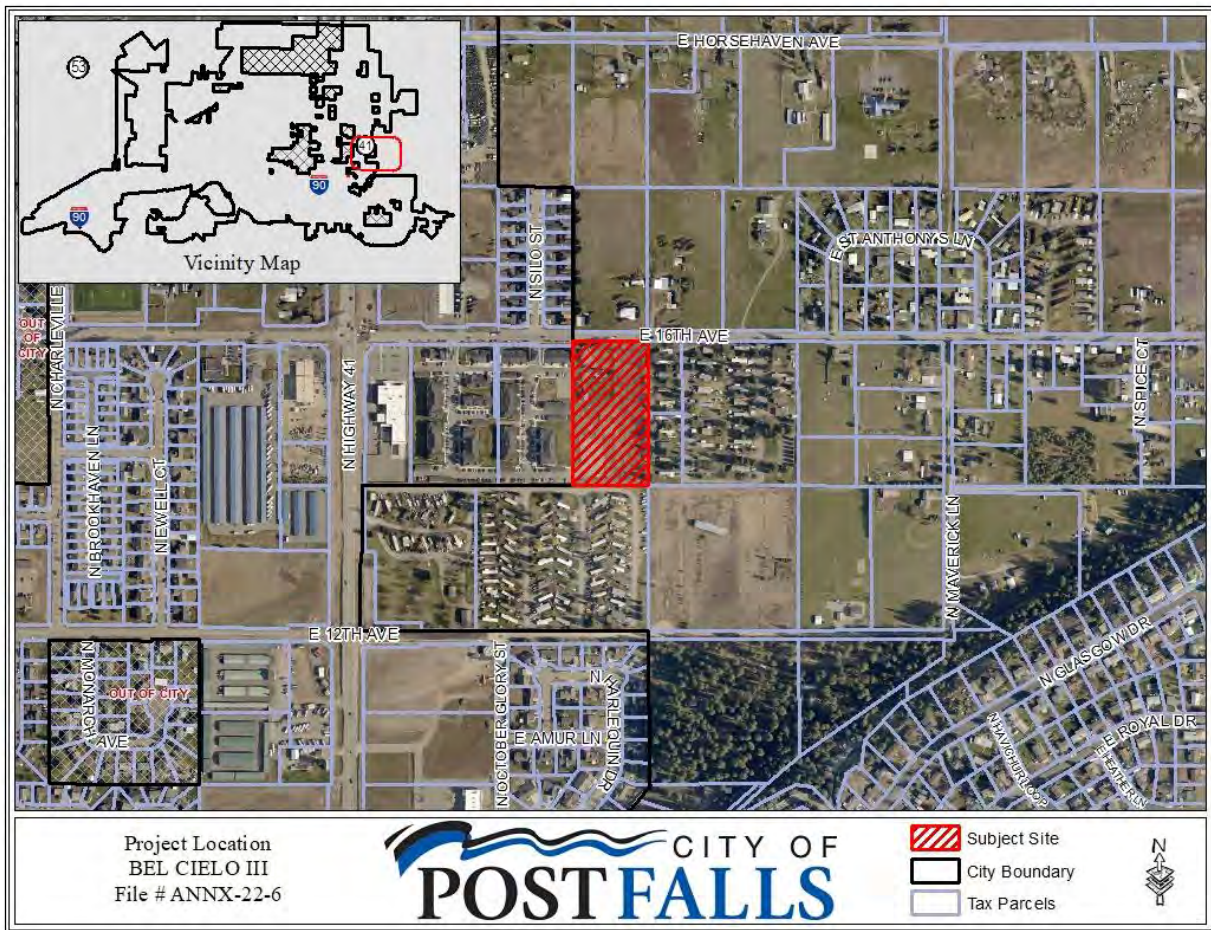 53
41
90
90
Vicinity Map
E HORSEHAVEN AVE
N SILO ST
E ST ANTHONYS LN
OUT
OF
CITY
N CHARLEVILLE
E 16TH AVE
N SPICE CT
N HIGHWAY 41
N BROOKHAVEN LN
N EWELL CT
N MAVERICK LN
E 12TH AVE
N MONARCH
AVE
OUT OF CITY
N OCTOBER GLORY ST
N HARLEQUIN DR
E AMUR LN
N GLASGOW DR
E ROYAL DR
E HEATHER LN
Project Location
BEL CIELO III
File # ANNX-22-6
CITY OF
POST FALLS
Subject Site
City Boundary
Tax Parcels
N